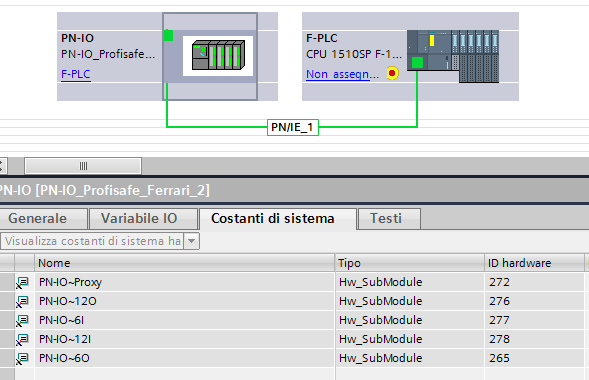 PN-IO
PN-IO_Profisafe...
F-PLC
F-PLC
CPU 1510SP F-1...
Non assegn...
PN/IE_1
PN-IO [PN-IO_Profisafe_Ferrari_2]
Generale Variabile IO Costanti di sistema Testi
Visualizza costanti di sistema ha
Nome Tipo ID hardware
PN-IO~Proxy Hw_SubModule 272
PN-IO~12O Hw_SubModule 276
PN-IO~6I Hw_SubModule 277
PN-IO~12I Hw_SubModule 278
PN-IO~6O Hw_SubModule 265